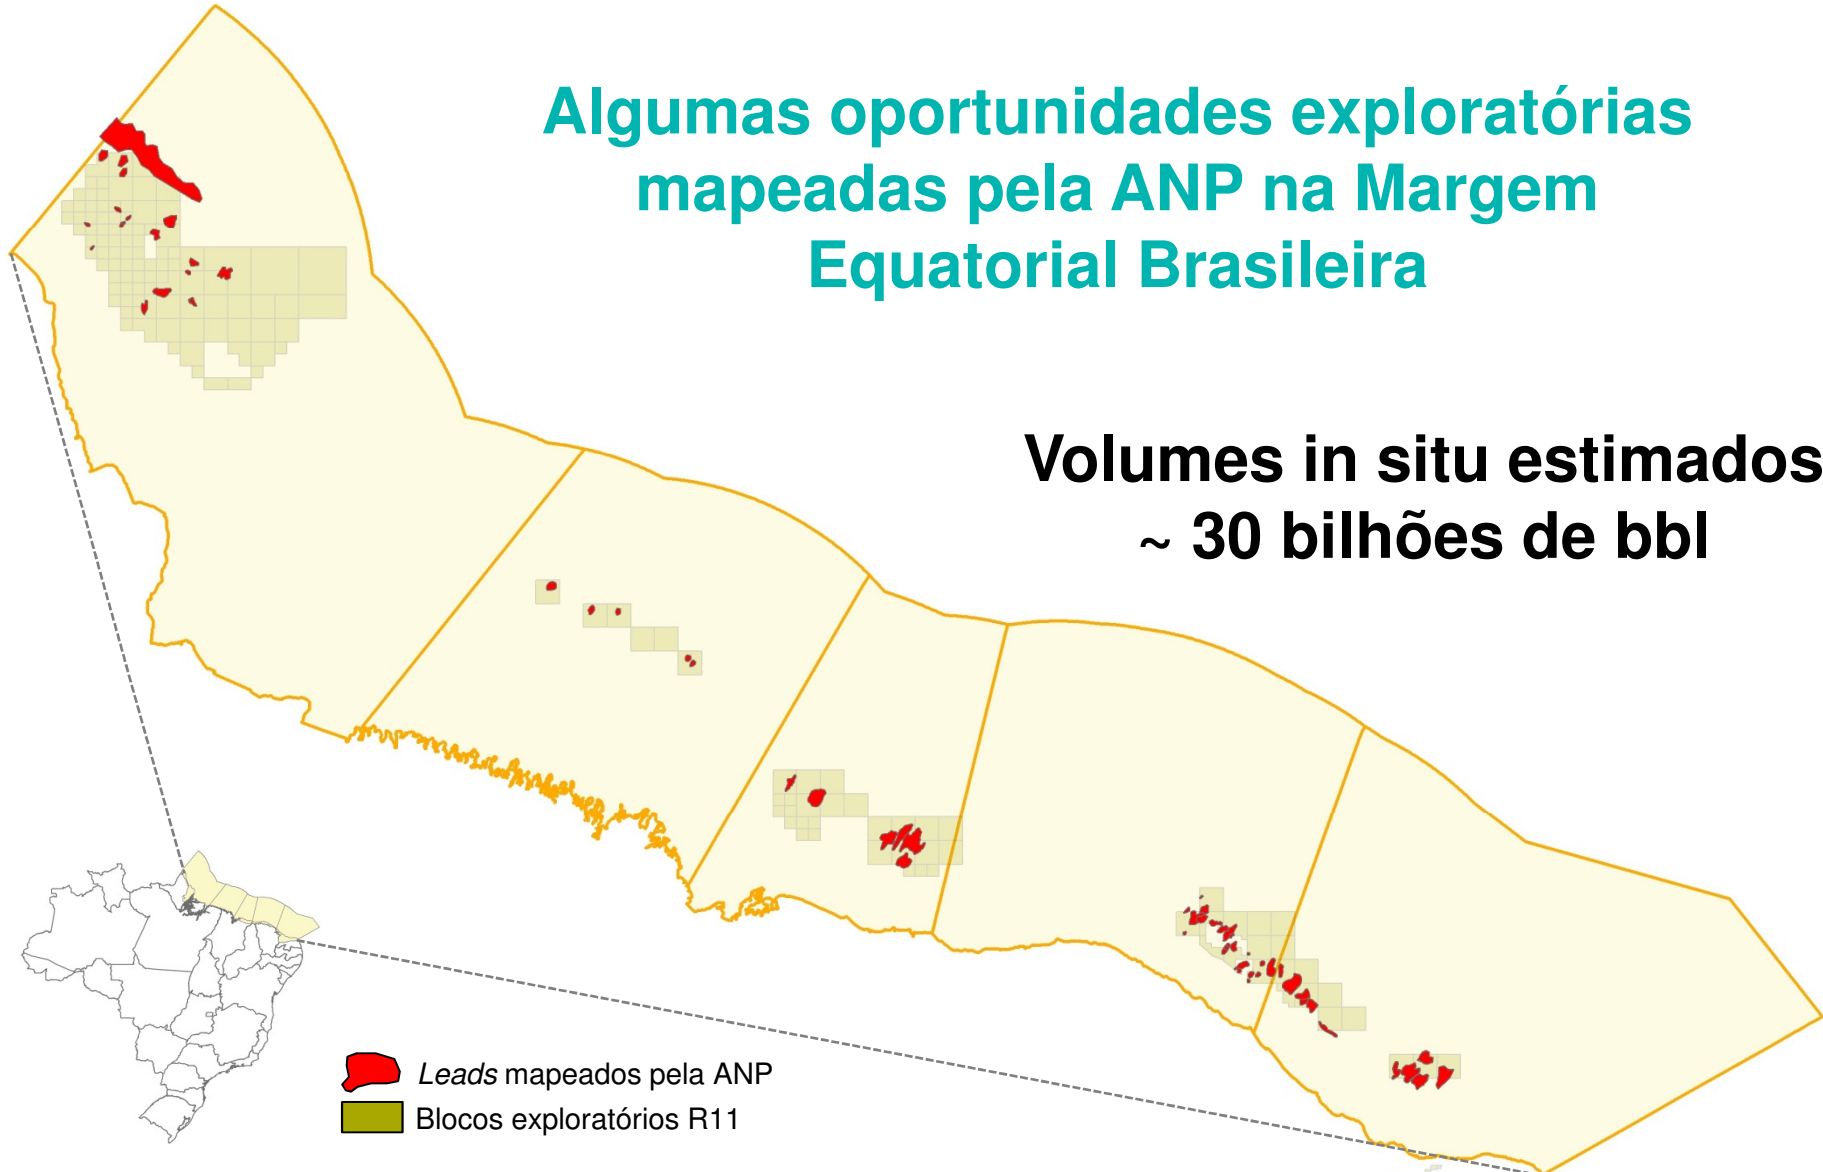 Algumas oportunidades exploratórias
mapeadas pela ANP na Margem
Equatorial Brasileira
Volumes in situ estimados
~ 30 bilhões de bbl
Leads mapeados pela ANP
Blocos exploratórios R11